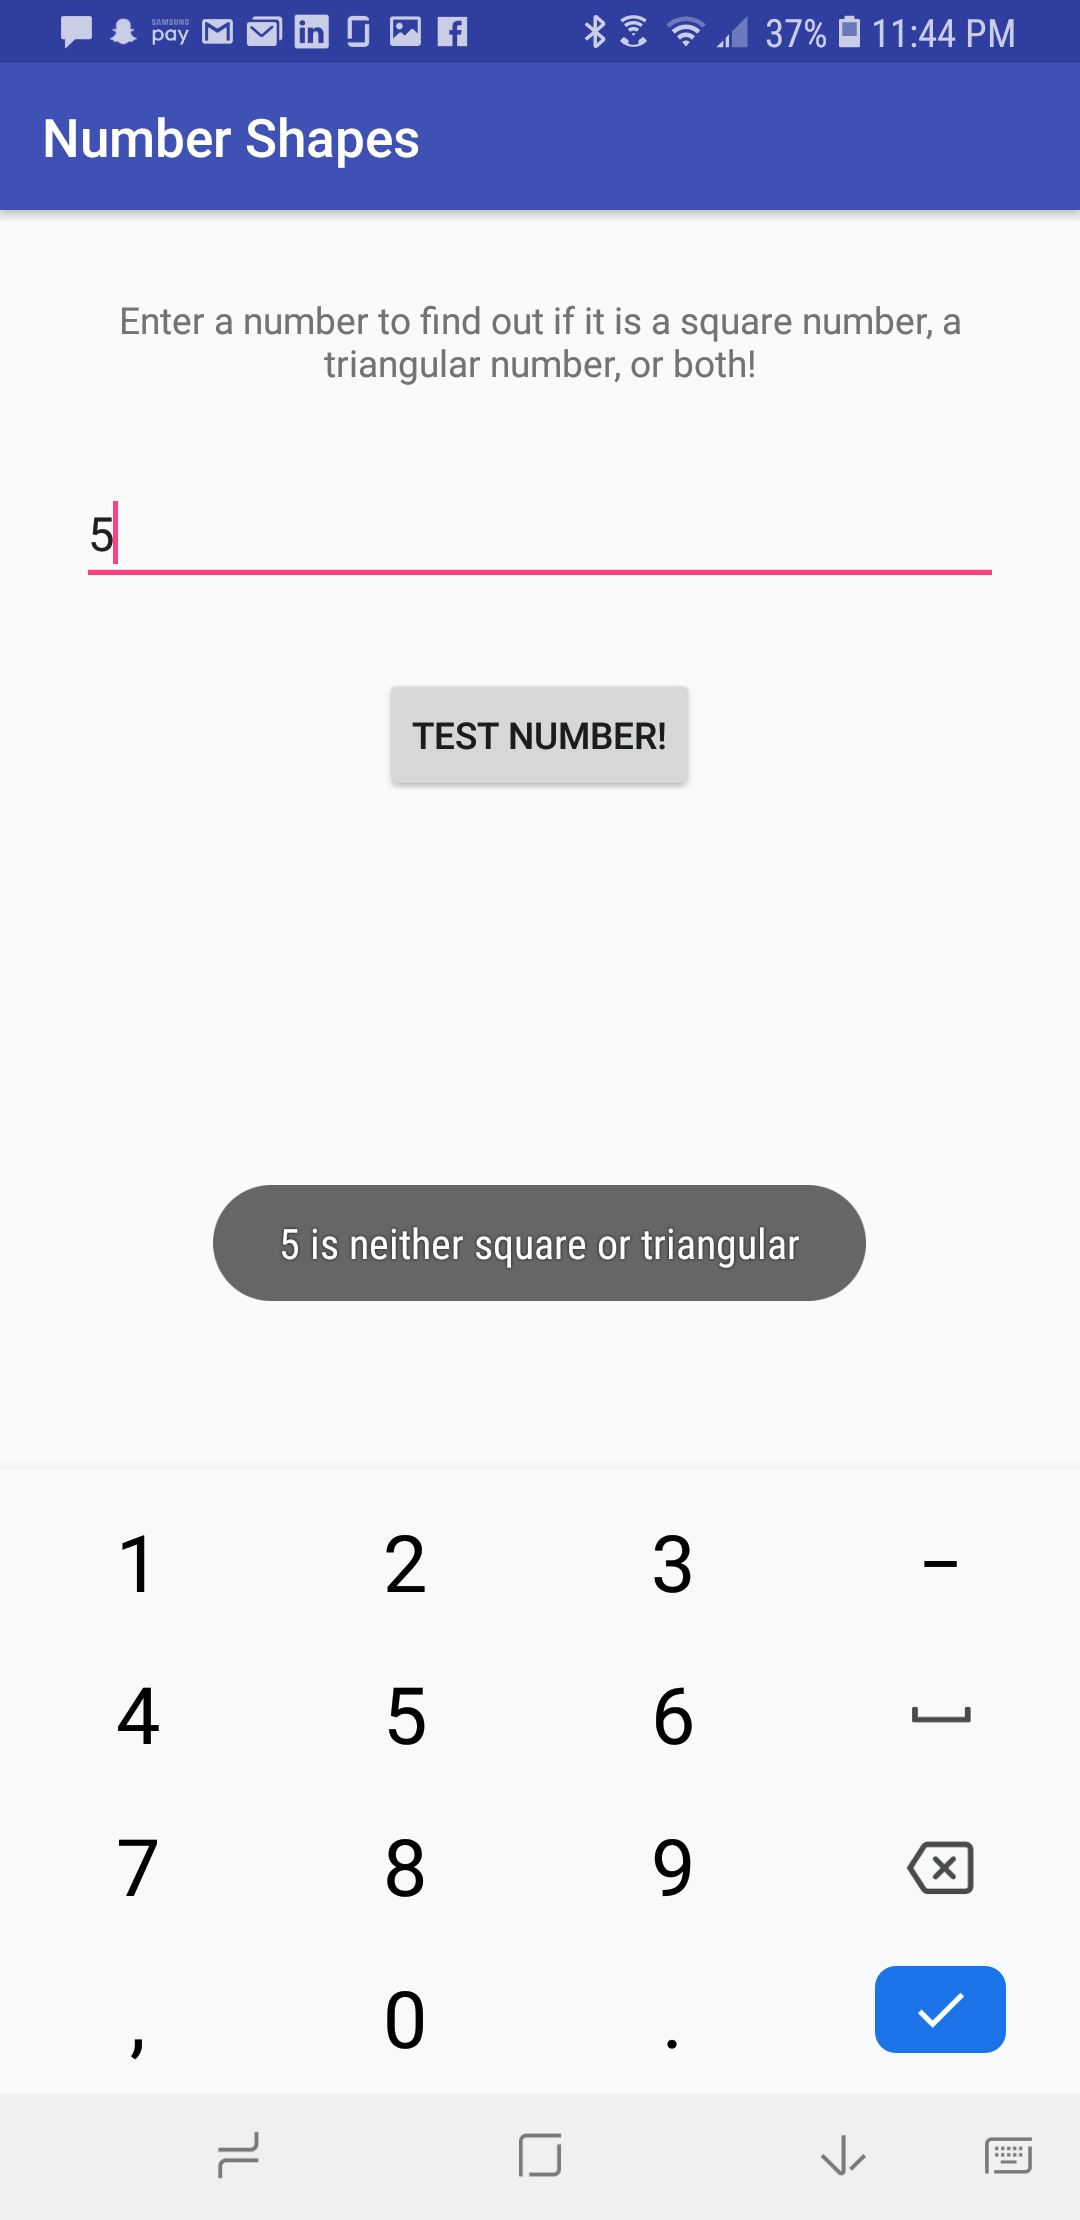 SAMSUNG
pay
37% 11:44 PM
Number Shapes
Enter a number to find out if it is a square number, a
triangular number, or both!
5
TEST NUMBER!
5 is neither square or triangular
1 2 3 -
4 5 6
7 8 9
, 0 .